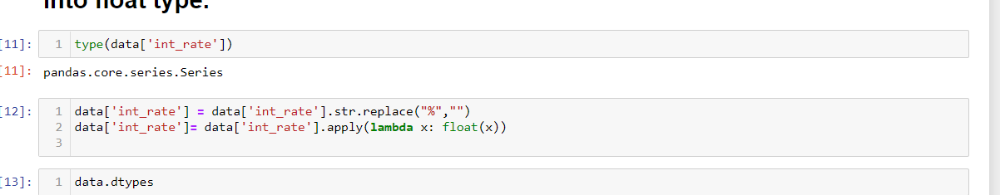 into float type.
[11]:
1 type(data['int_rate'])
[11]: pandas.core.series.Series
[12]:
1 data['int_rate'] = data['int_rate'].str.replace("%","")
2 data['int_rate']= data['int_rate'].apply(lambda x: float(x))
3
[13]:
1 data.dtypes